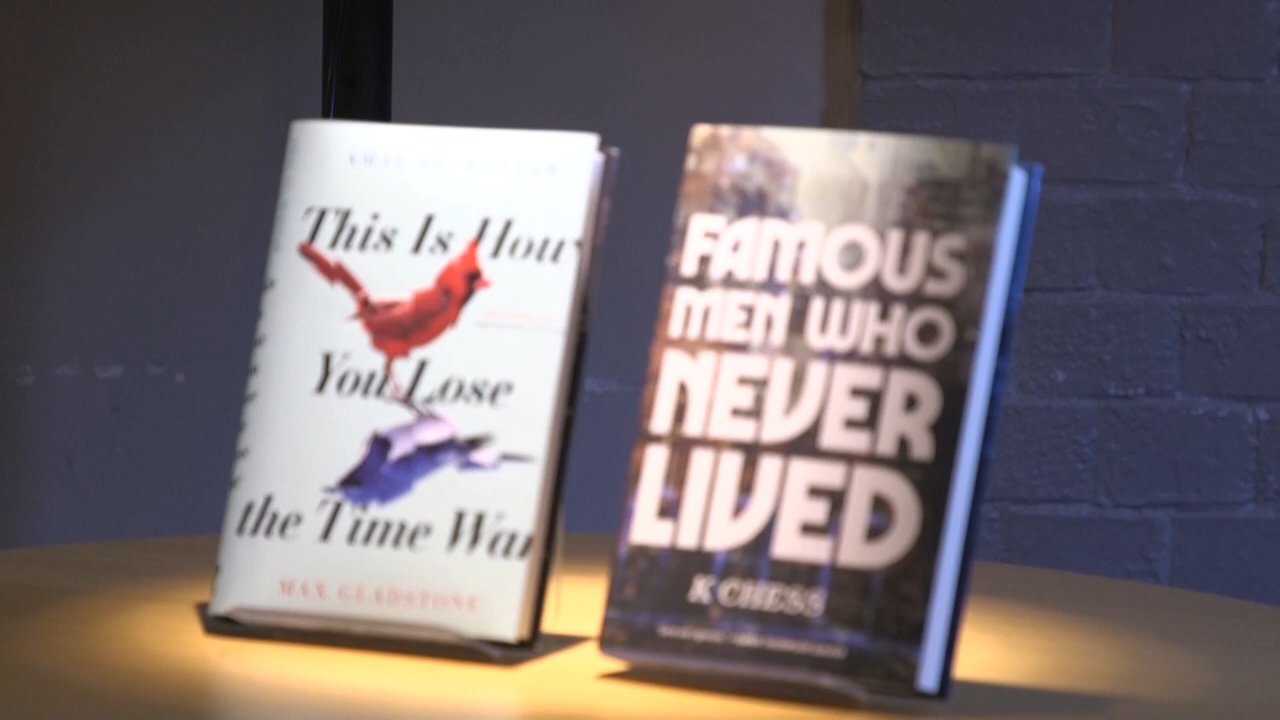 This Is How
You Lose
the Time War
MAX GLADSTONE
FAMOUS
MEN WHO
NEVER
LIVED
K CHESS